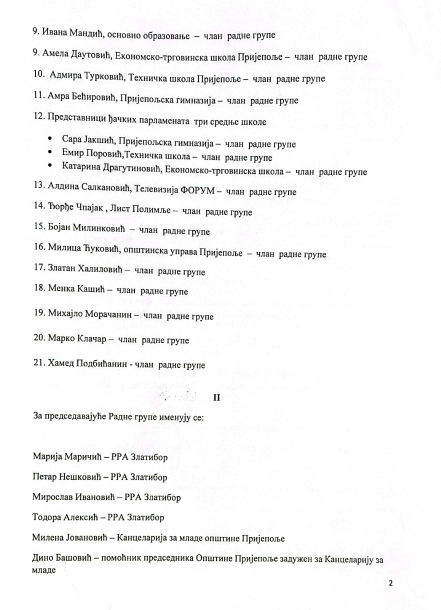 9. Ивана Мандић, основно образовање – члан радне групе
9. Амела Даутовић, Економско-трговинска школа Пријепоље – члан радне групе
10. Адмира Турковић, Техничка школа Пријепоље – члан радне групе
11. Амра Бећировић, Пријепољска гимназија – члан радне групе
12. Представници ђачких парламената три средње школе
• Сара Јакшић, Пријепољска гимназија – члан радне групе
• Емир Поровић,Техничка школа – члан радне групе
• Катарина Драгутиновић, Економско-трговинска школа – члан радне групе
13. Алдина Салкановић, Телевизија ФОРУМ – члан радне групе
14. Ђорђе Чпајак , Лист Полимље – члан радне групе
15. Бојан Милинковић – члан радне групе
16. Милица Ћуковић, општинска управа Пријепоље – члан радне групе
17. Златан Халиловић – члан радне групе
18. Менка Кашић – члан радне групе
19. Михајло Морачанин – члан радне групе
20. Марко Клачар – члан радне групе
21. Хамед Подбићанин - члан радне групе
II
За председавајуће Радне групе именују се:
Марија Маричић – РРА Златибор
Петар Нешковић – РРА Златибор
Мирослав Ивановић – РРА Златибор
Тодора Алексић – РРА Златибор
Милена Јовановић – Канцеларија за младе општине Пријепоље
Дино Башовић – помоћник председника Општине Пријепоље задужен за Канцеларију за
младе
2